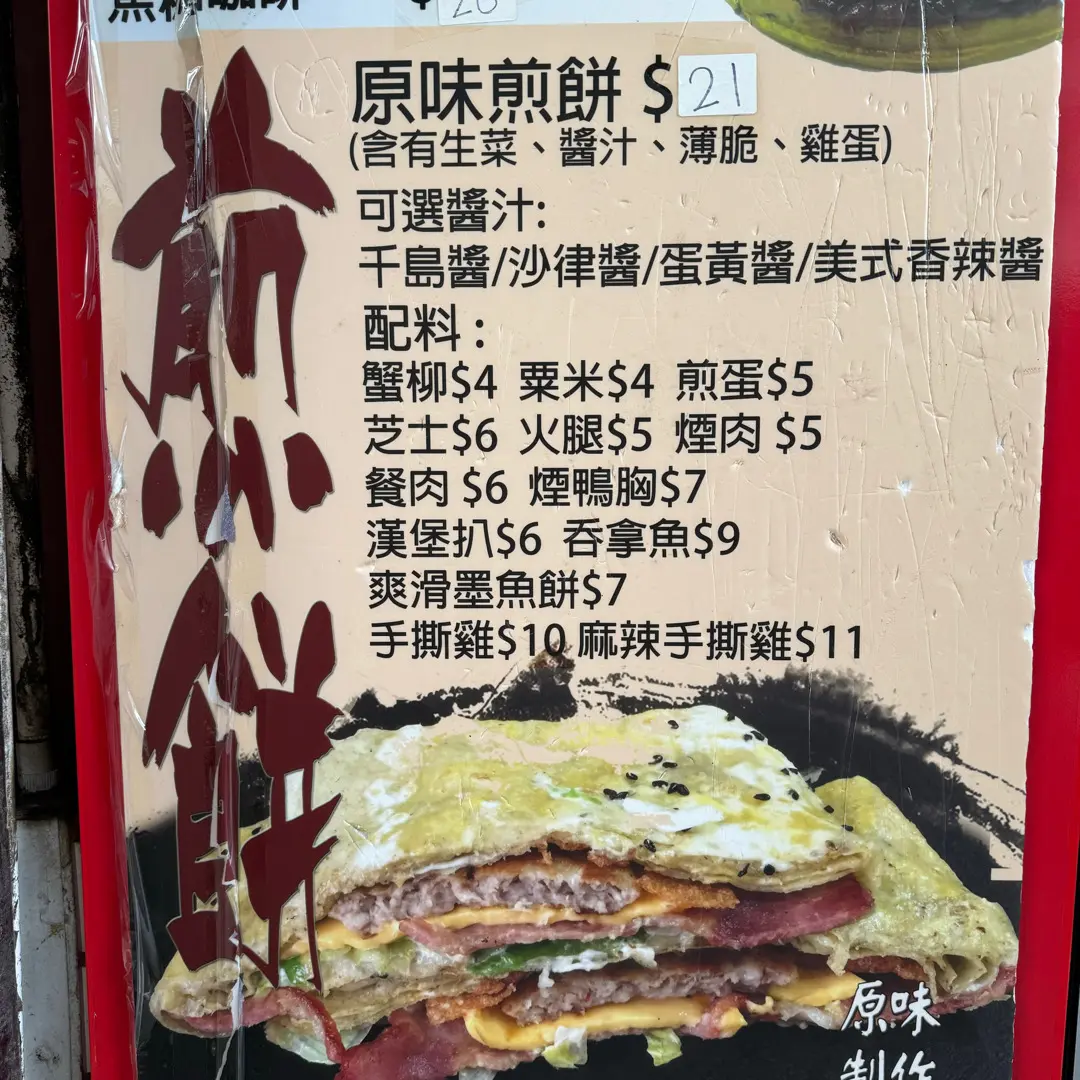 $20
煎餅
原味煎餅 $21
(含有生菜、醬汁、薄脆、雞蛋)
可選醬汁:
千島醬/沙律醬/蛋黃醬/美式香辣醬
配料:
蟹柳$4 粟米$4 煎蛋$5
芝士$6 火腿$5 煙肉 $5
餐肉 $6 煙鴨胸$7
漢堡扒$6 吞拿魚$9
爽滑墨魚餅$7
手撕雞$10 麻辣手撕雞$11
原味
制作